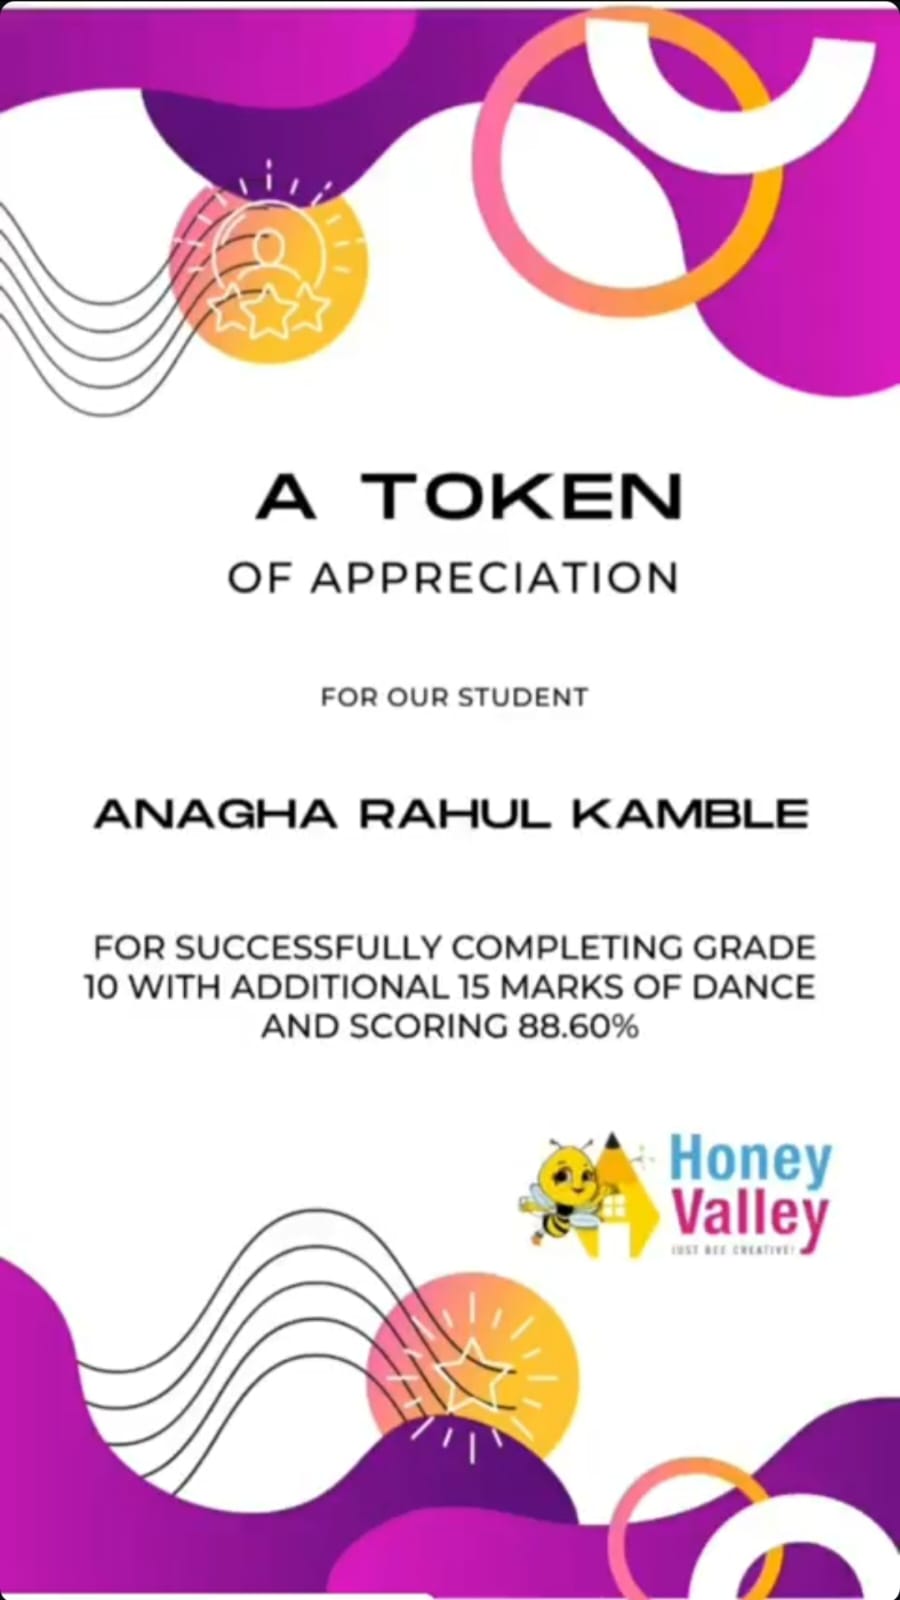 A TOKEN
OF APPRECIATION
FOR OUR STUDENT
ANAGHA RAHUL KAMBLE
FOR SUCCESSFULLY COMPLETING GRADE
10 WITH ADDITIONAL 15 MARKS OF DANCE
AND SCORING 88.60%
Honey
Valley
JUST BEE CREATIVE!